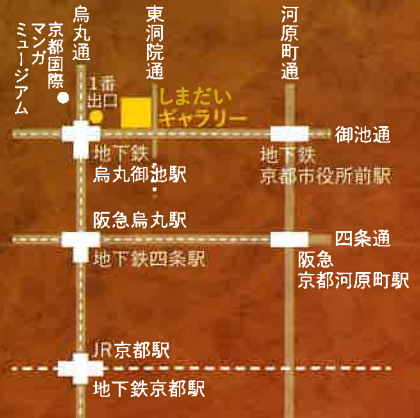 烏丸通
東洞院通
河原町通
京都国際
マンガ
ミュージアム
1番
出口
しまだい
ギャラリー
御池通
地下鉄
烏丸御池駅
地下鉄
京都市役所前駅
阪急烏丸駅
四条通
地下鉄四条駅
阪急
京都河原町駅
JR京都駅
地下鉄京都駅